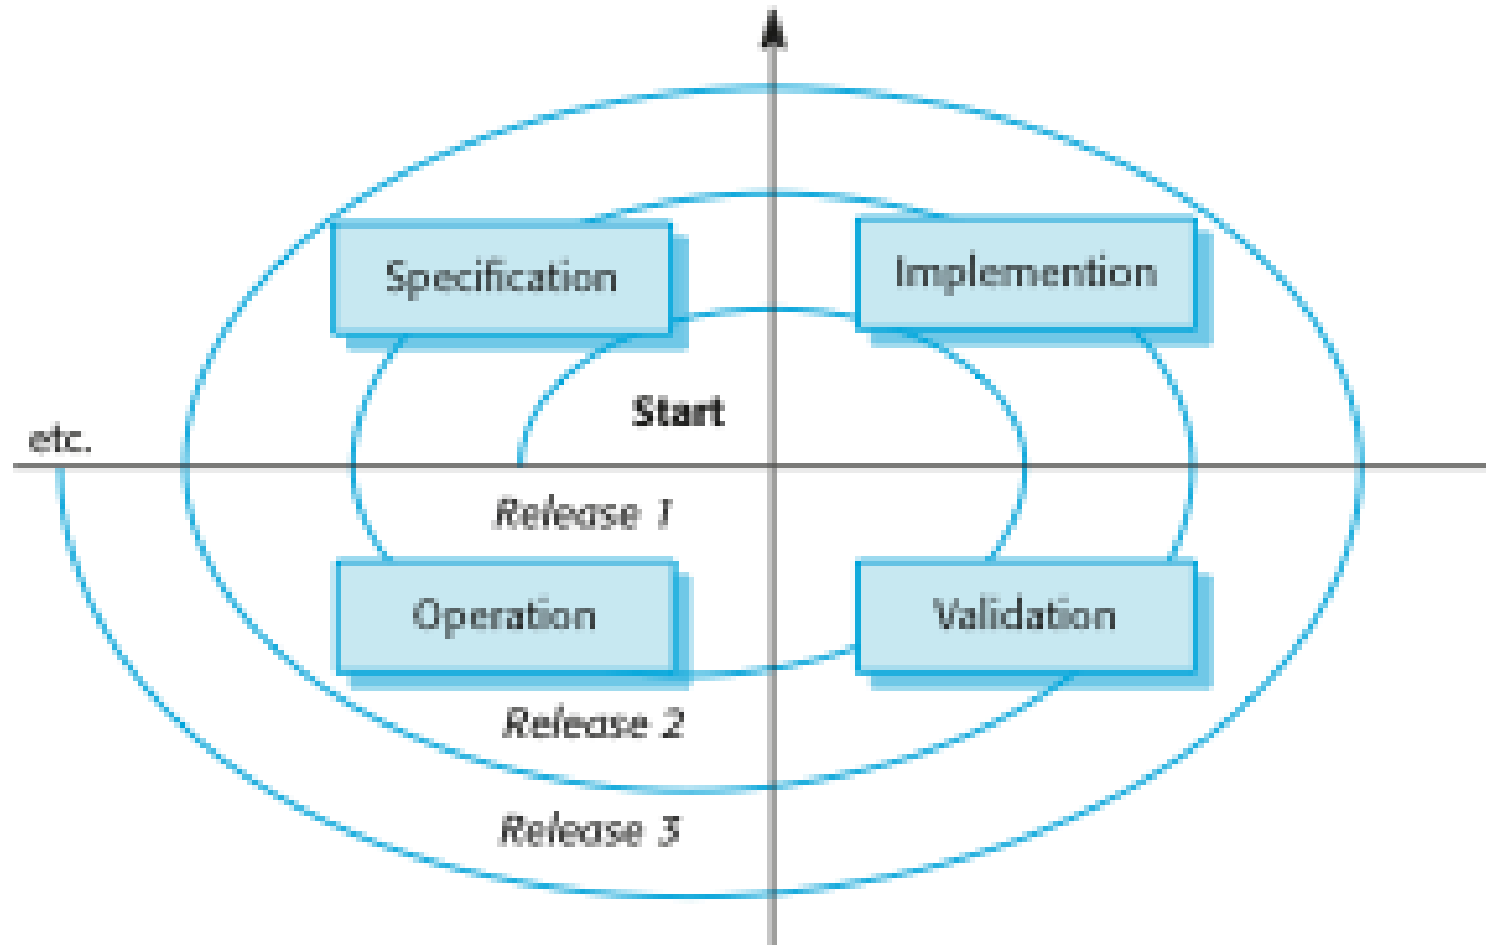 Specification
Implemention
Start
etc.
Release 1
Operation
Validation
Release 2
Release 3